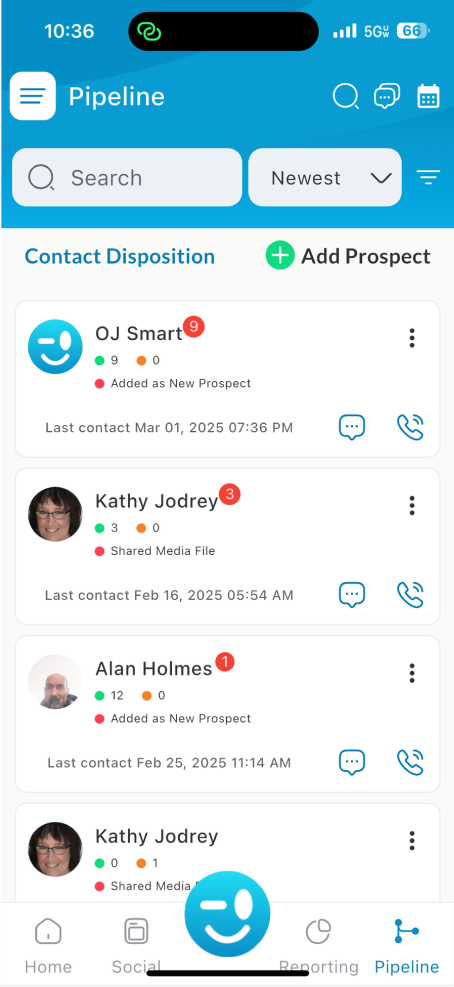 10:36
5G UW 66
Pipeline
Search
Newest
Contact Disposition
Add Prospect
OJ Smart 9
9 0
Added as New Prospect
Last contact Mar 01, 2025 07:36 PM
Kathy Jodrey 3
3 0
Shared Media File
Last contact Feb 16, 2025 05:54 AM
Alan Holmes 1
12 0
Added as New Prospect
Last contact Feb 25, 2025 11:14 AM
Kathy Jodrey
0 1
Shared Media
Home Social Reporting Pipeline